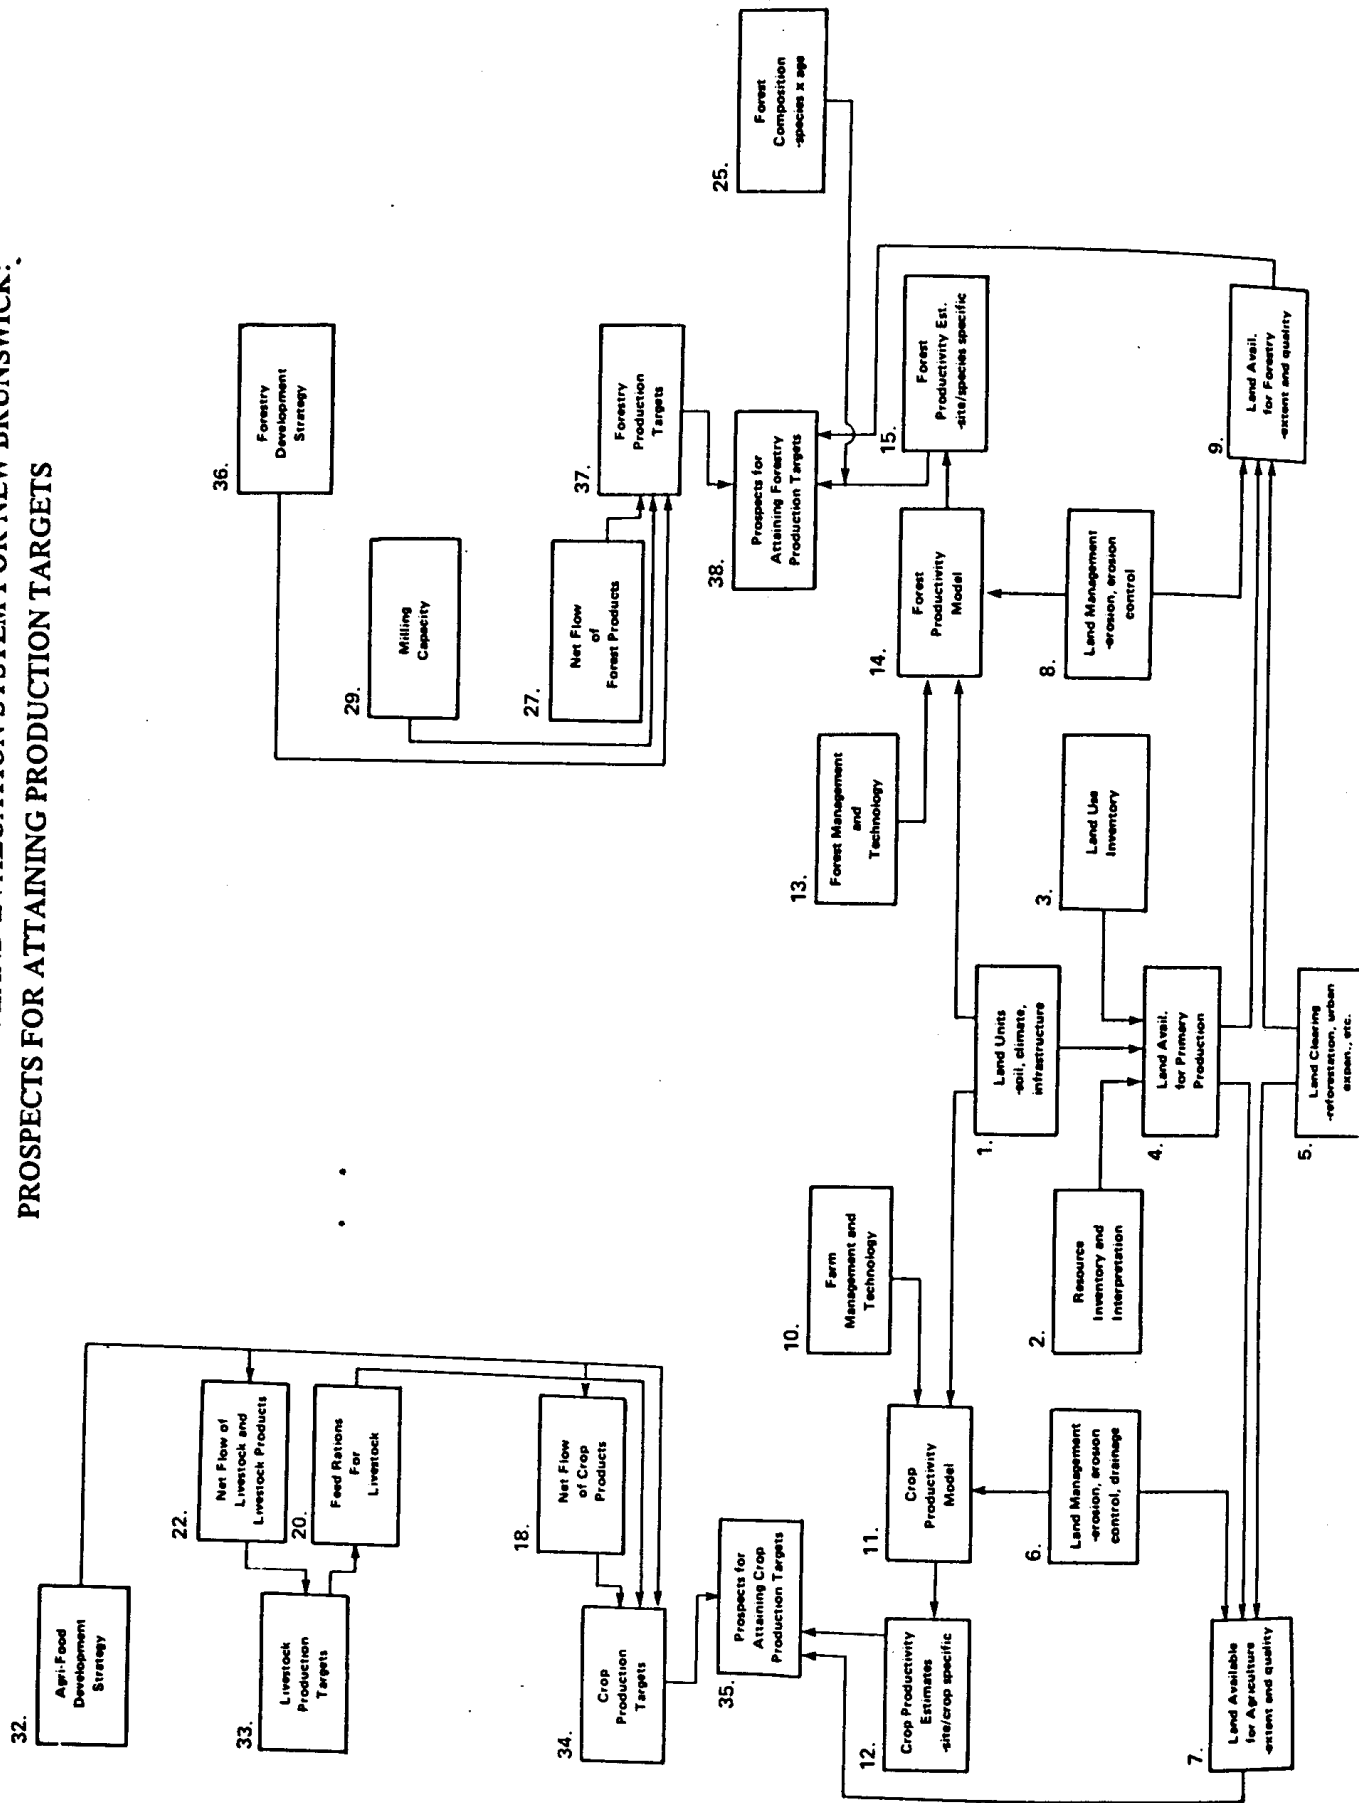 LAND EVALUATION SYSTEM FOR NEW BRUNSWICK:
PROSPECTS FOR ATTAINING PRODUCTION TARGETS
32.
Agri-Food
Development
Strategy
36.
Forestry
Development
Strategy
22.
Net Flow of
Livestock and
Livestock Products
33.
Livestock
Production
Targets
20.
Feed Rations
For
Livestock
29.
Milling
Capacity
18.
Net Flow
of Crop
Products
27.
Net Flow
of
Forest Products
34.
Crop
Production
Targets
37.
Forestry
Production
Targets
35.
Prospects for
Attaining Crop
Production Targets
38.
Prospects for
Attaining Forestry
Production Targets
25.
Forest
Composition
-species x age
10.
Farm
Management and
Technology
13.
Forest Management
and
Technology
12.
Crop Productivity
Estimates
-site/crop specific
11.
Crop
Productivity
Model
14.
Forest
Productivity
Model
15.
Forest
Productivity Est.
-site/species specific
1.
Land Units
-soil, climate,
infrastructure
6.
Land Management
-erosion, erosion
control, drainage
2.
Resource
Inventory and
Interpretation
3.
Land Use
Inventory
8.
Land Management
-erosion, erosion
control
4.
Land Avail.
for Primary
Production
7.
Land Available
for Agriculture
-extent and quality
9.
Land Avail.
for Forestry
-extent and quality
5.
Land Clearing
-reforestation, urban
expan., etc.